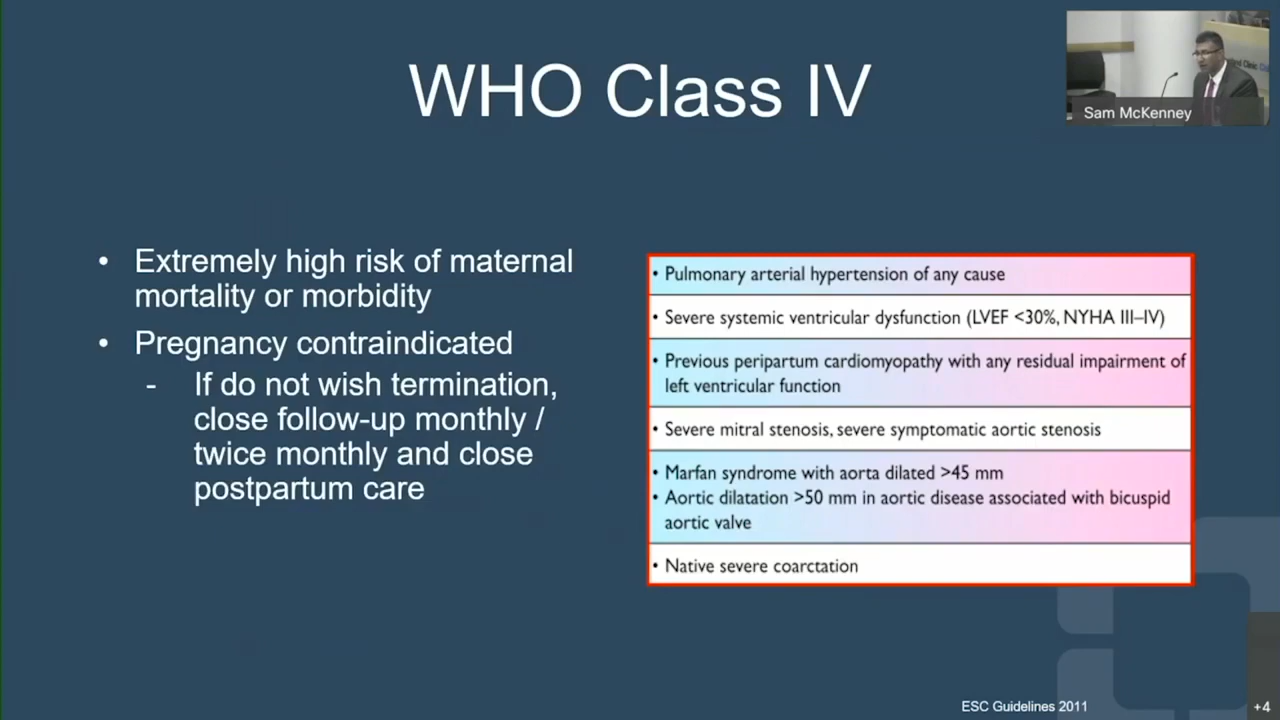 WHO Class IV
Sam McKenney
• Extremely high risk of maternal
mortality or morbidity
• Pregnancy contraindicated
- If do not wish termination,
close follow-up monthly /
twice monthly and close
postpartum care
• Pulmonary arterial hypertension of any cause
• Severe systemic ventricular dysfunction (LVEF <30%, NYHA III–IV)
• Previous peripartum cardiomyopathy with any residual impairment of
left ventricular function
• Severe mitral stenosis, severe symptomatic aortic stenosis
• Marfan syndrome with aorta dilated >45 mm
• Aortic dilatation >50 mm in aortic disease associated with bicuspid
aortic valve
• Native severe coarctation
ESC Guidelines 2011
+4